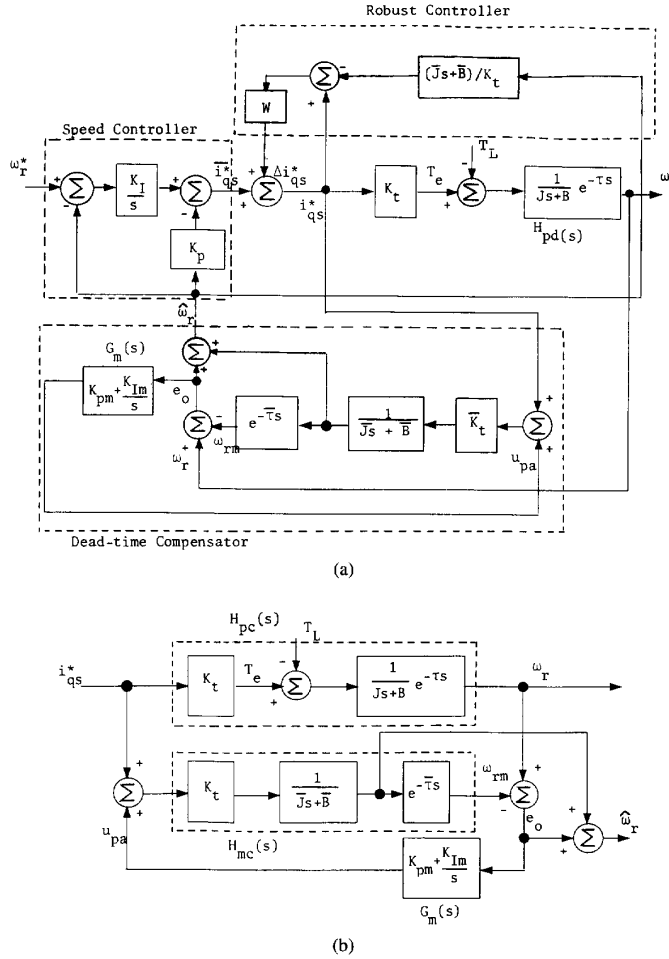 Robust Controller
(J̅s+B̅)/K_t
W
Speed Controller
ω_r*
K_I/s
i̅*_qs
Δi*_qs
i*_qs
K_t
T_e
T_L
1/(Js+B) e^-τs
ω
H_pd(s)
K_p
ω̂_r
G_m(s)
K_pm+K_Im/s
e_o
e^-τ̅s
1/(J̅s + B̅)
K̅_t
ω_rm
ω_r
u_pa
Dead-time Compensator
(a)
H_pc(s)
T_L
i*_qs
K_t
T_e
1/(Js+B) e^-τs
ω_r
K_t
1/(J̅s+B̅)
e^-τ̅s
ω_rm
u_pa
H_mc(s)
e_o
ω̂_r
K_pm+K_Im/s
G_m(s)
(b)